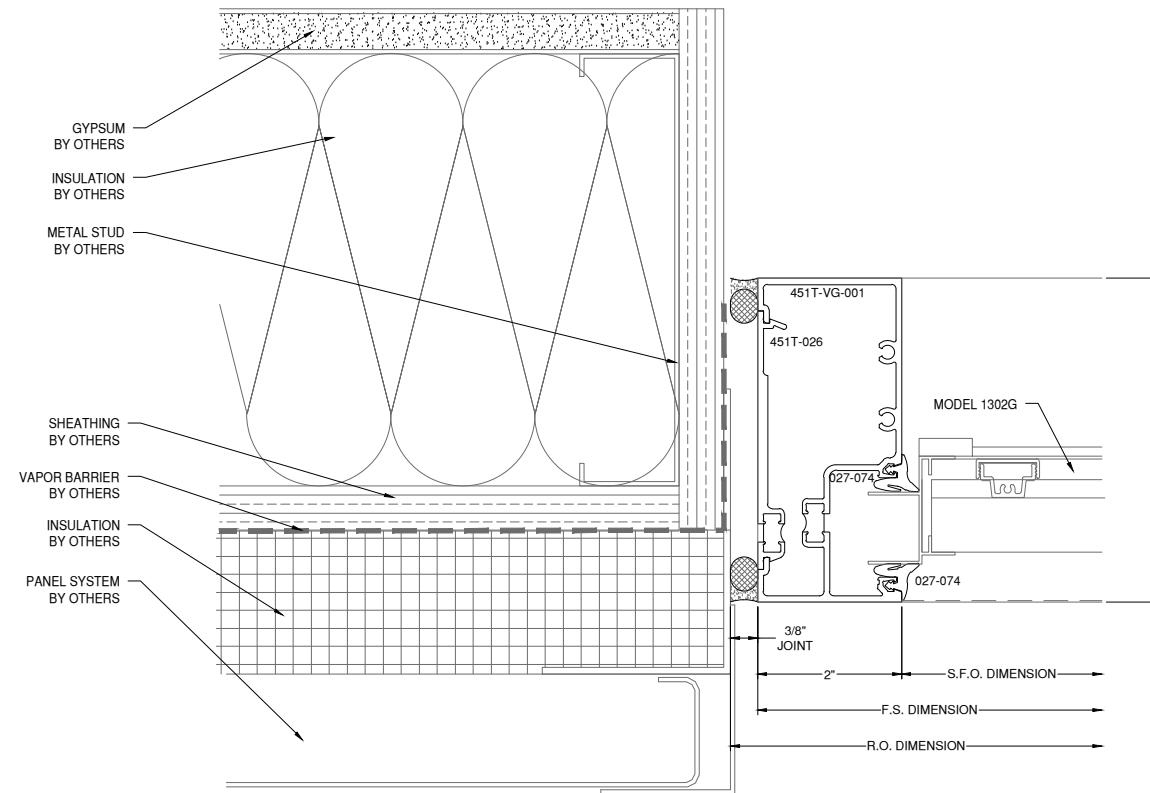 GYPSUM
BY OTHERS
INSULATION
BY OTHERS
METAL STUD
BY OTHERS
SHEATHING
BY OTHERS
VAPOR BARRIER
BY OTHERS
INSULATION
BY OTHERS
PANEL SYSTEM
BY OTHERS
451T-VG-001
451T-026
MODEL 1302G
027-074
027-074
3/8"
JOINT
2"
S.F.O. DIMENSION
F.S. DIMENSION
R.O. DIMENSION